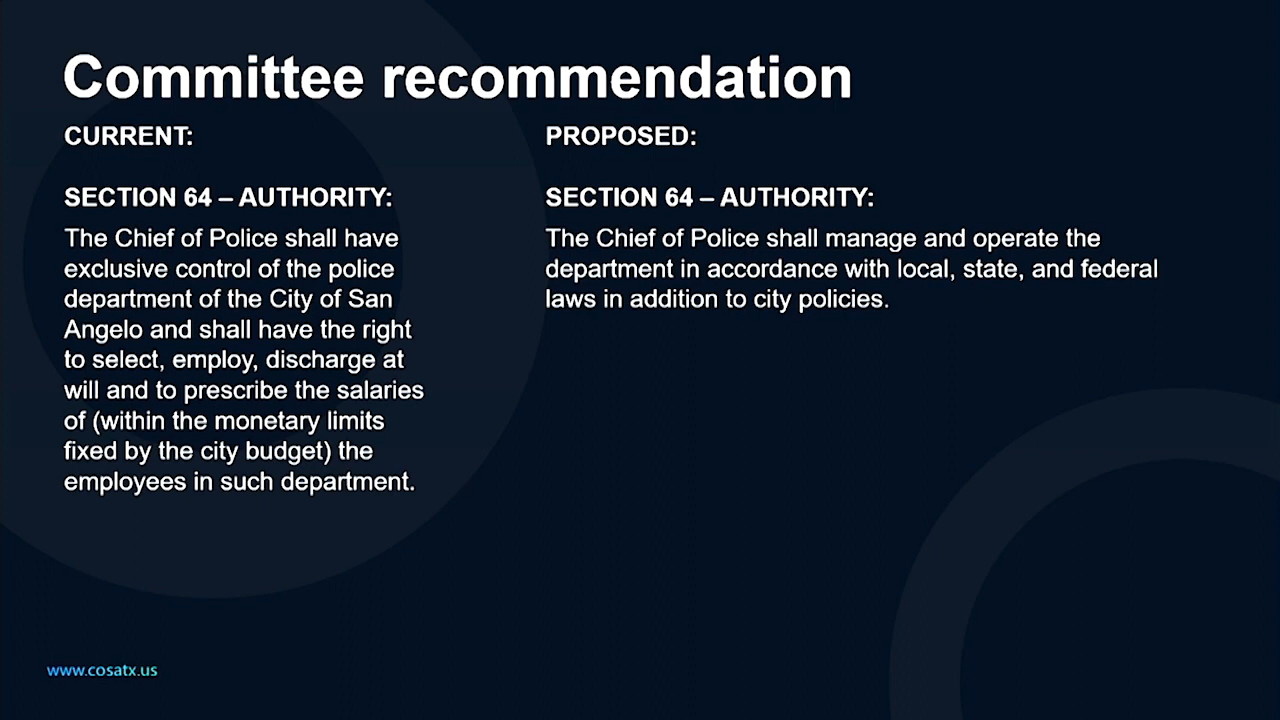 Committee recommendation
CURRENT:
SECTION 64 – AUTHORITY:
The Chief of Police shall have
exclusive control of the police
department of the City of San
Angelo and shall have the right
to select, employ, discharge at
will and to prescribe the salaries
of (within the monetary limits
fixed by the city budget) the
employees in such department.
PROPOSED:
SECTION 64 – AUTHORITY:
The Chief of Police shall manage and operate the
department in accordance with local, state, and federal
laws in addition to city policies.
www.cosatx.us